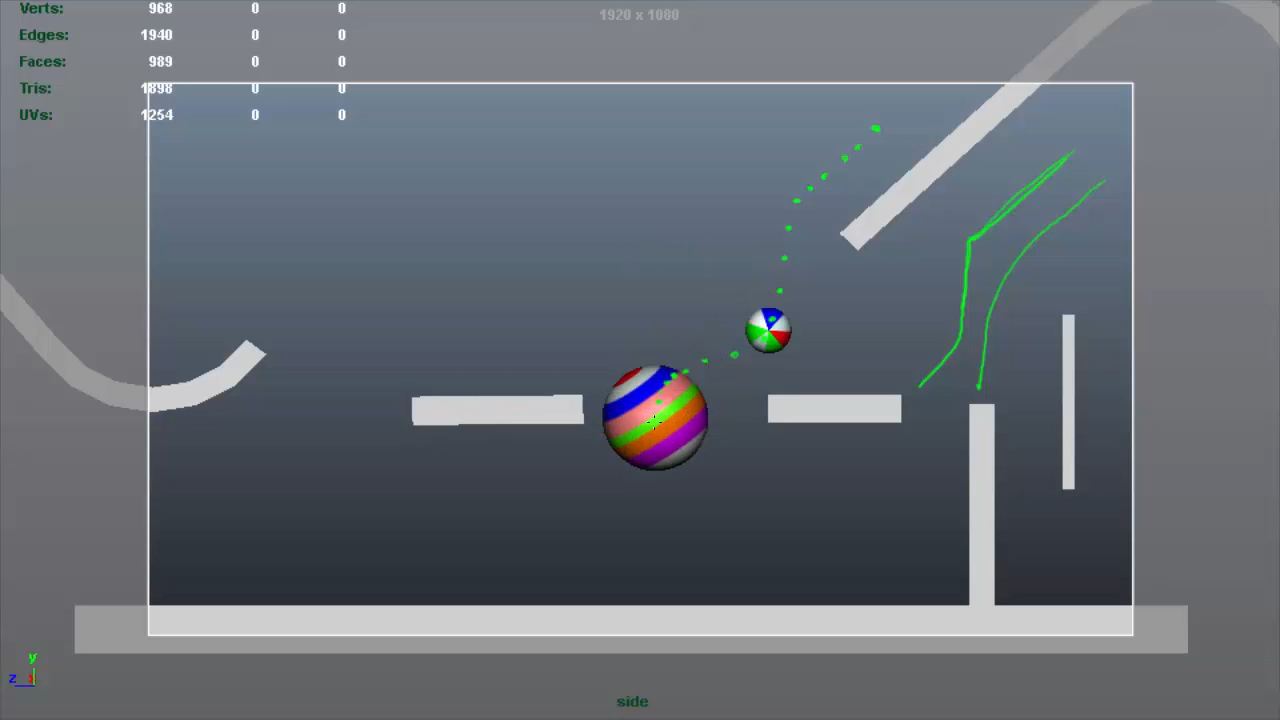 Verts: 968 0 0
1920 x 1080
Edges: 1940 0 0
Faces: 989 0 0
Tris: 1898 0 0
UVs: 1254 0 0
y
z x
side